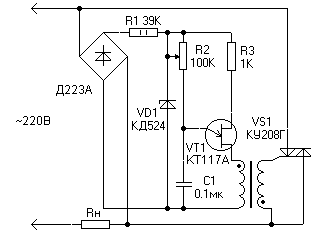 R1 39K
R2
100K
R3
1K
Д223А
~220В
VD1
КД524
VT1
КТ117А
VS1
КУ208Г
C1
0.1мк
Rн